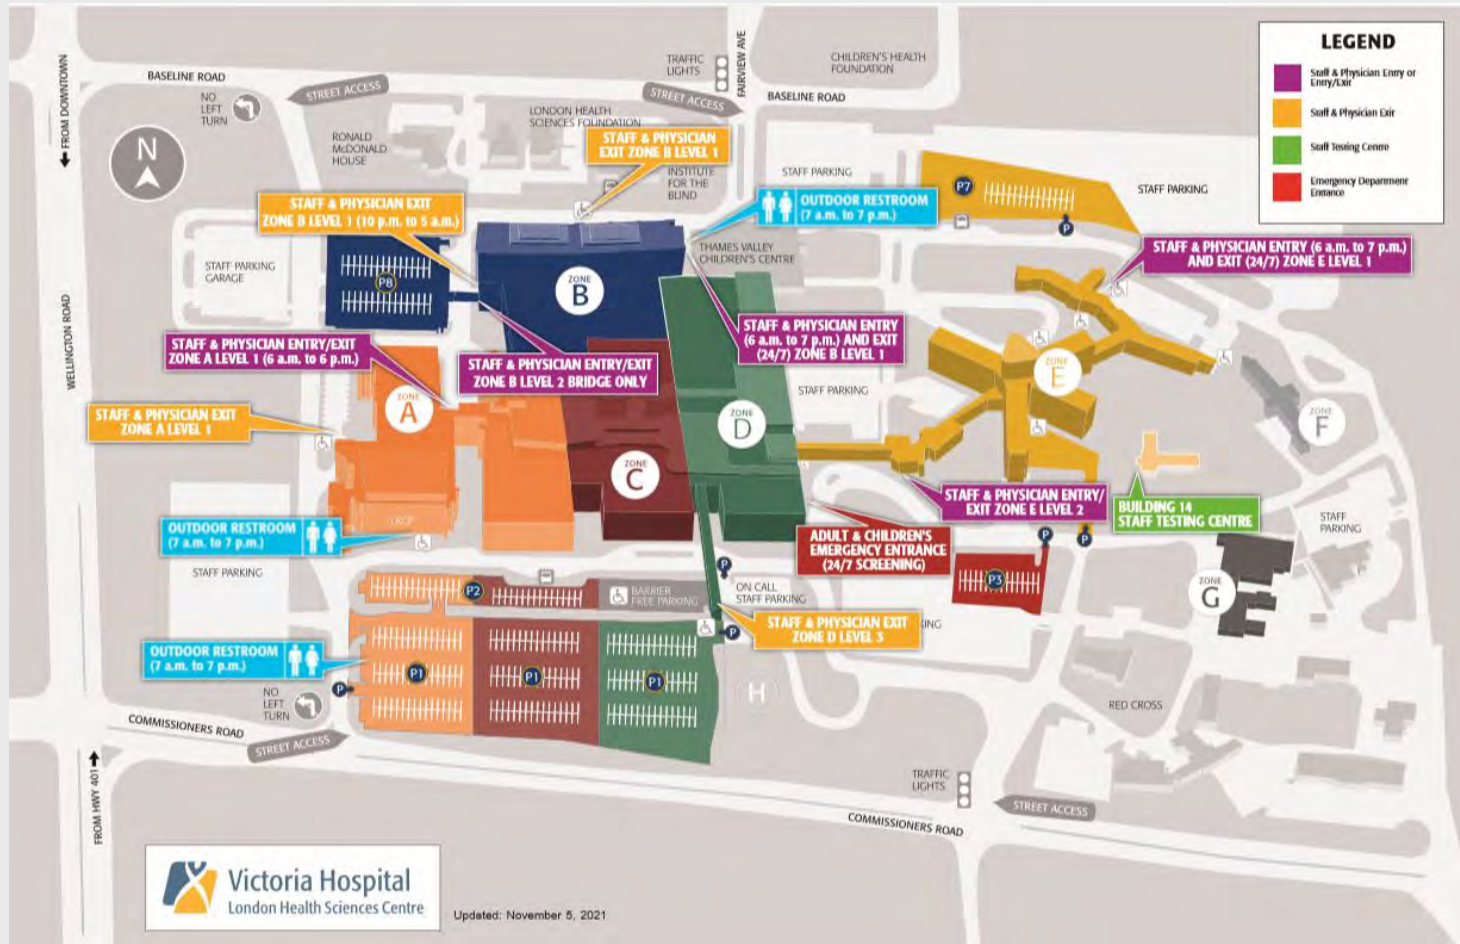 FROM DOWNTOWN
BASELINE ROAD
NO
LEFT
TURN
STREET ACCESS
N
RONALD
McDONALD
HOUSE
LONDON HEALTH
SCIENCES FOUNDATION
TRAFFIC
LIGHTS
STREET ACCESS
FAIRVIEW AVE
BASELINE ROAD
CHILDREN'S HEALTH
FOUNDATION
LEGEND
Staff & Physician Entry or
Entry/Exit
Staff & Physician Exit
Staff Testing Centre
Emergency Department
Entrance
STAFF & PHYSICIAN
EXIT ZONE B LEVEL 1
INSTITUTE
FOR THE
BLIND
STAFF PARKING
P7
STAFF PARKING
STAFF & PHYSICIAN EXIT
ZONE B LEVEL 1 (10 p.m. to 5 a.m.)
OUTDOOR RESTROOM
(7 a.m. to 7 p.m.)
P
THAMES VALLEY
CHILDREN'S CENTRE
STAFF & PHYSICIAN ENTRY (6 a.m. to 7 p.m.)
AND EXIT (24/7) ZONE E LEVEL 1
STAFF PARKING
GARAGE
P8
ZONE
B
WELLINGTON ROAD
STAFF & PHYSICIAN ENTRY/EXIT
ZONE A LEVEL 1 (6 a.m. to 6 p.m.)
STAFF & PHYSICIAN ENTRY/EXIT
ZONE B LEVEL 2 BRIDGE ONLY
STAFF & PHYSICIAN ENTRY
(6 a.m. to 7 p.m.) AND EXIT
(24/7) ZONE B LEVEL 1
STAFF PARKING
ZONE
E
STAFF & PHYSICIAN EXIT
ZONE A LEVEL 1
ZONE
A
ZONE
D
ZONE
F
ZONE
C
STAFF & PHYSICIAN ENTRY/
EXIT ZONE E LEVEL 2
BUILDING 14
STAFF TESTING CENTRE
LRCP
OUTDOOR RESTROOM
(7 a.m. to 7 p.m.)
ADULT & CHILDREN'S
EMERGENCY ENTRANCE
(24/7 SCREENING)
P
P
STAFF
PARKING
STAFF PARKING
P2
BARRIER
FREE PARKING
P
ON CALL
STAFF PARKING
P3
ZONE
G
STAFF & PHYSICIAN EXIT
ZONE D LEVEL 3
P
KING
OUTDOOR RESTROOM
(7 a.m. to 7 p.m.)
P
P1
P1
P1
H
NO
LEFT
TURN
RED CROSS
COMMISSIONERS ROAD
STREET ACCESS
FROM HWY 401
TRAFFIC
LIGHTS
STREET ACCESS
COMMISSIONERS ROAD
Victoria Hospital
London Health Sciences Centre
Updated: November 5, 2021